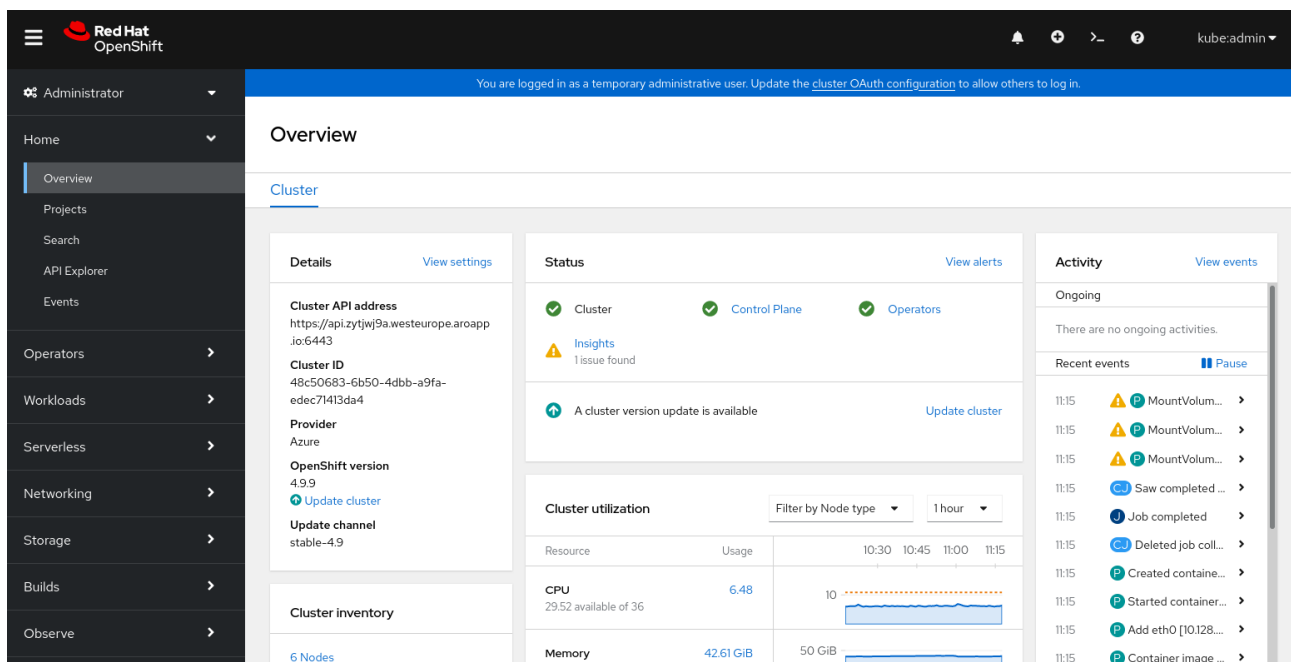 Red Hat
OpenShift
kube:admin
You are logged in as a temporary administrative user. Update the cluster OAuth configuration to allow others to log in.
Administrator
Home
Overview
Projects
Search
API Explorer
Events
Operators
Workloads
Serverless
Networking
Storage
Builds
Observe
Overview
Cluster
Details
View settings
Cluster API address
https://api.zytjwj9a.westeurope.aroapp
.io:6443
Cluster ID
48c50683-6b50-4dbb-a9fa-
edec71413da4
Provider
Azure
OpenShift version
4.9.9
Update cluster
Update channel
stable-4.9
Cluster inventory
6 Nodes
Status
View alerts
Cluster
Control Plane
Operators
Insights
1 issue found
A cluster version update is available
Update cluster
Cluster utilization
Filter by Node type
1 hour
Resource
Usage
10:30 10:45 11:00 11:15
CPU
6.48
29.52 available of 36
10
Memory
42.61 GiB
50 GiB
Activity
View events
Ongoing
There are no ongoing activities.
Recent events
Pause
11:15 P MountVolum...
11:15 P MountVolum...
11:15 P MountVolum...
11:15 CJ Saw completed ...
11:15 J Job completed
11:15 CJ Deleted job coll...
11:15 P Created containe...
11:15 P Started container...
11:15 P Add eth0 [10.128....
11:15 P Container image ...